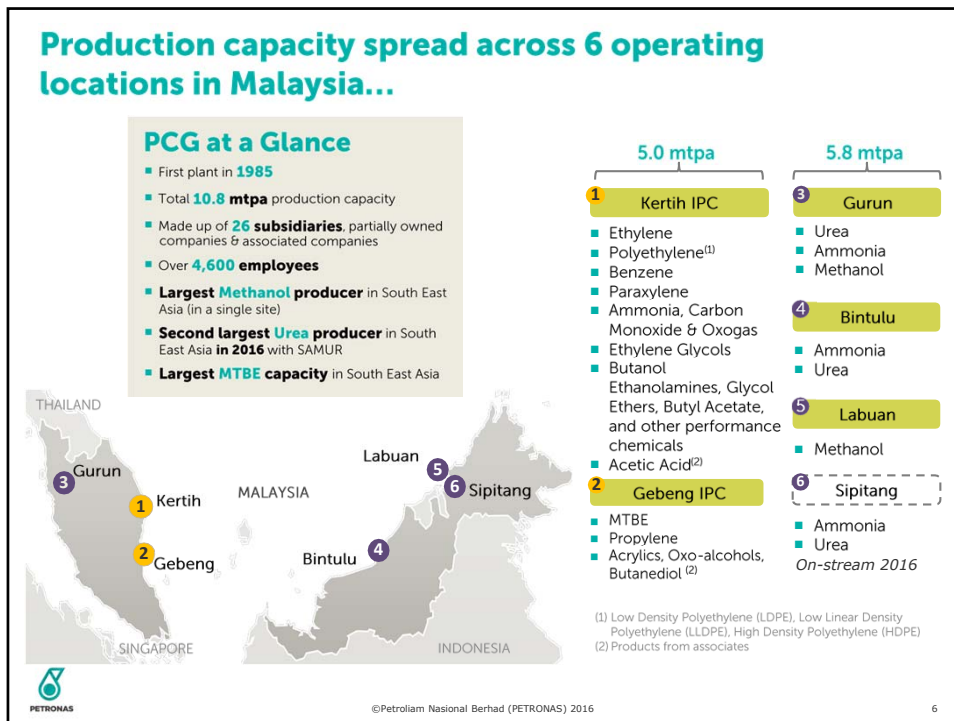 Production capacity spread across 6 operating
locations in Malaysia...
PCG at a Glance
▪ First plant in 1985
▪ Total 10.8 mtpa production capacity
▪ Made up of 26 subsidiaries, partially owned
companies & associated companies
▪ Over 4,600 employees
▪ Largest Methanol producer in South East
Asia (in a single site)
▪ Second largest Urea producer in South
East Asia in 2016 with SAMUR
▪ Largest MTBE capacity in South East Asia
THAILAND
3 Gurun
1 Kertih
2 Gebeng
SINGAPORE
MALAYSIA
Labuan 5
6 Sipitang
Bintulu 4
INDONESIA
5.0 mtpa
1 Kertih IPC
▪ Ethylene
▪ Polyethylene(1)
▪ Benzene
▪ Paraxylene
▪ Ammonia, Carbon
Monoxide & Oxogas
▪ Ethylene Glycols
▪ Butanol
Ethanolamines, Glycol
Ethers, Butyl Acetate,
and other performance
chemicals
▪ Acetic Acid(2)
2 Gebeng IPC
▪ MTBE
▪ Propylene
▪ Acrylics, Oxo-alcohols,
Butanediol (2)
5.8 mtpa
3 Gurun
▪ Urea
▪ Ammonia
▪ Methanol
4 Bintulu
▪ Ammonia
▪ Urea
5 Labuan
▪ Methanol
6 Sipitang
▪ Ammonia
▪ Urea
On-stream 2016
(1) Low Density Polyethylene (LDPE), Low Linear Density
Polyethylene (LLDPE), High Density Polyethylene (HDPE)
(2) Products from associates
PETRONAS
©Petroliam Nasional Berhad (PETRONAS) 2016
6